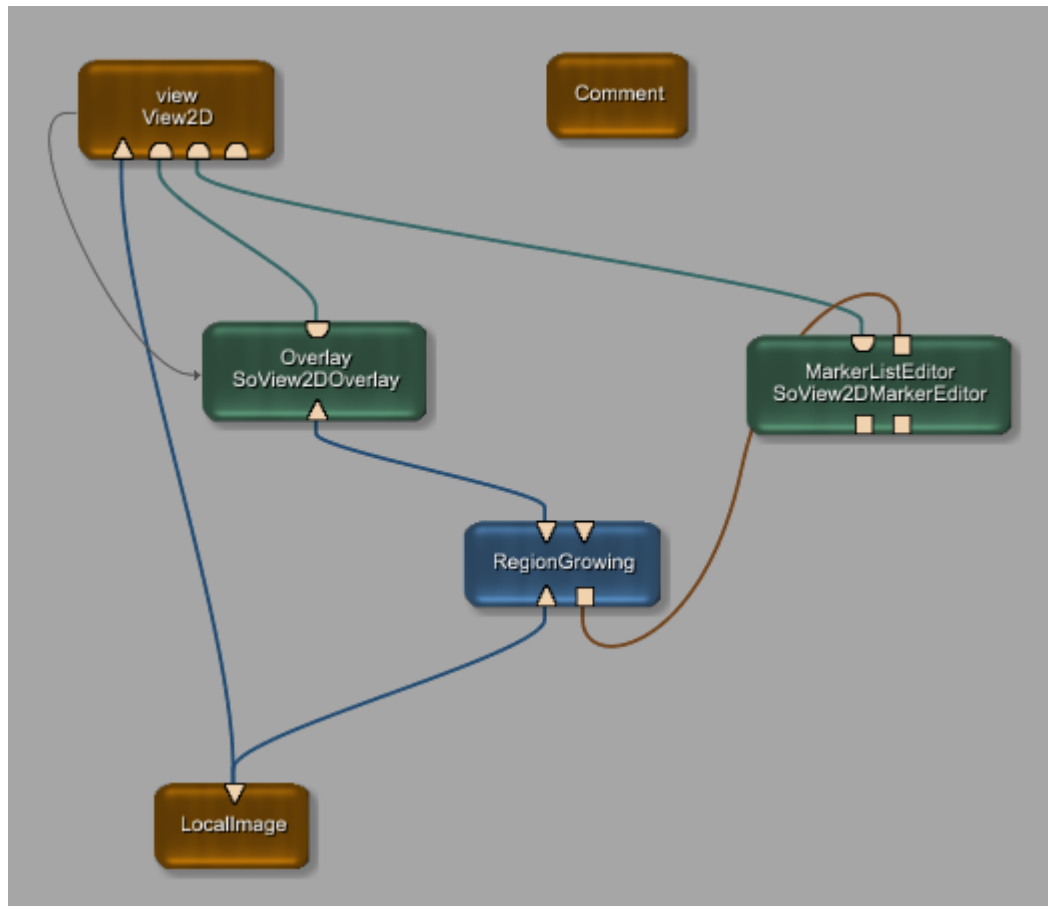 view
View2D
Comment
Overlay
SoView2DOverlay
MarkerListEditor
SoView2DMarkerEditor
RegionGrowing
LocalImage